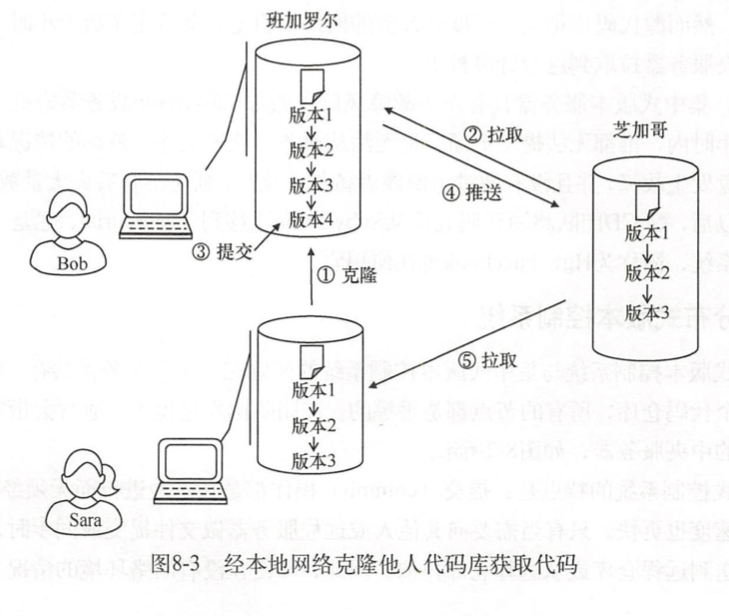 班加罗尔
版本1
版本2
版本3
版本4
② 拉取
④ 推送
芝加哥
版本1
版本2
版本3
③ 提交
① 克隆
Bob
⑤ 拉取
版本1
版本2
版本3
Sara
图8-3 经本地网络克隆他人代码库获取代码